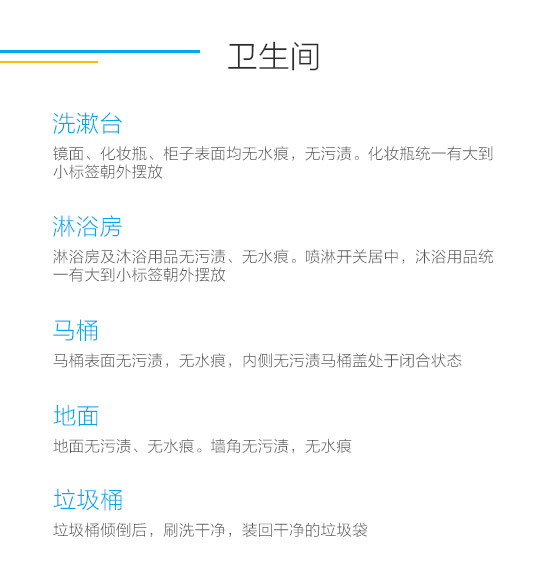 卫生间
洗漱台
镜面、化妆瓶、柜子表面均无水痕，无污渍。化妆瓶统一有大到
小标签朝外摆放
淋浴房
淋浴房及沐浴用品无污渍、无水痕。喷淋开关居中，沐浴用品统
一有大到小标签朝外摆放
马桶
马桶表面无污渍，无水痕，内侧无污渍马桶盖处于闭合状态
地面
地面无污渍、无水痕。墙角无污渍，无水痕
垃圾桶
垃圾桶倾倒后，刷洗干净，装回干净的垃圾袋